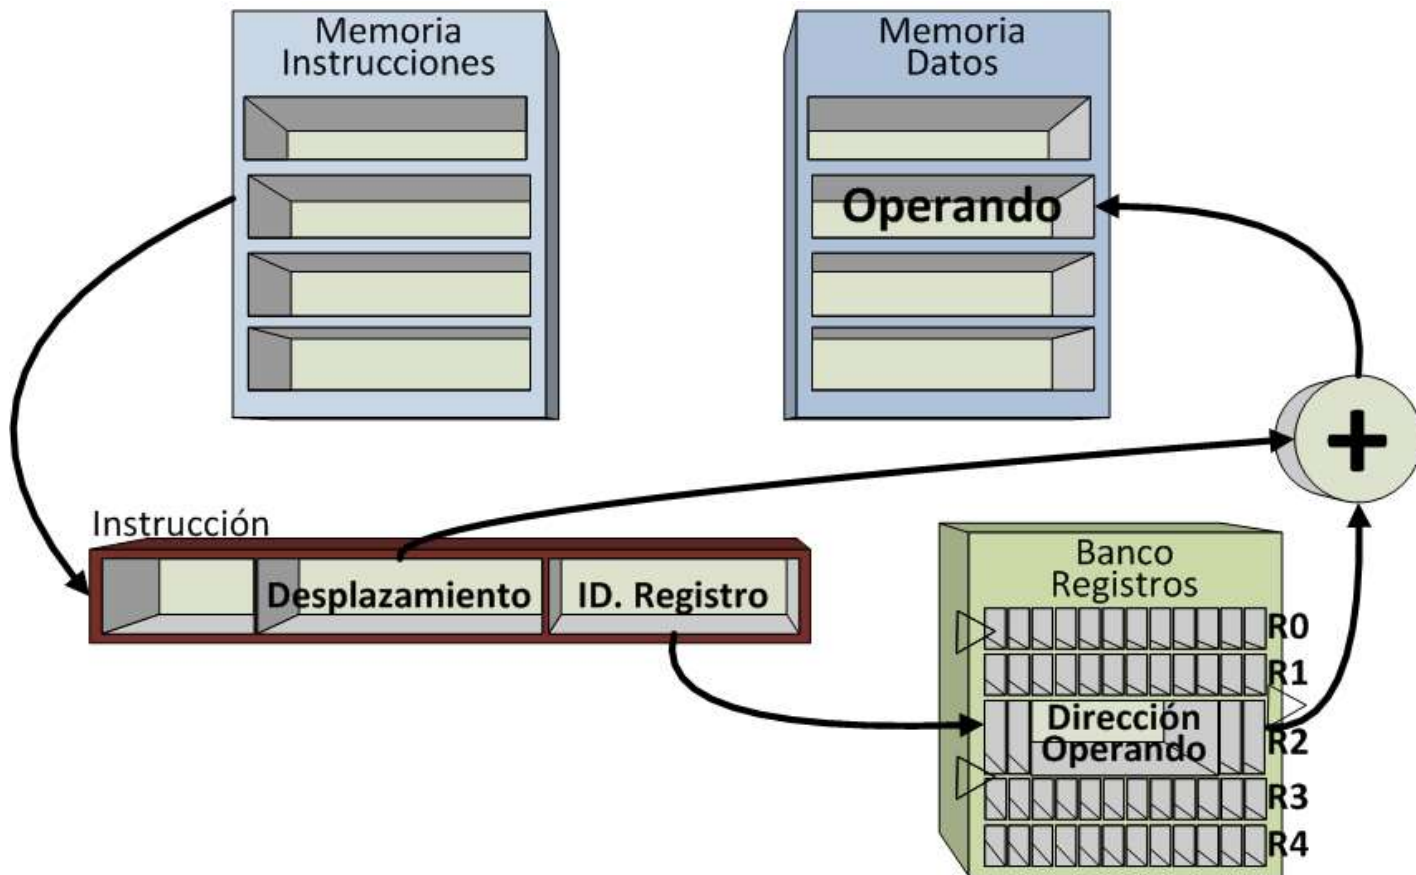 Memoria
Instrucciones
Memoria
Datos
Operando
+
Instrucción
Desplazamiento
ID. Registro
Banco
Registros
R0
R1
Dirección
Operando
R2
R3
R4